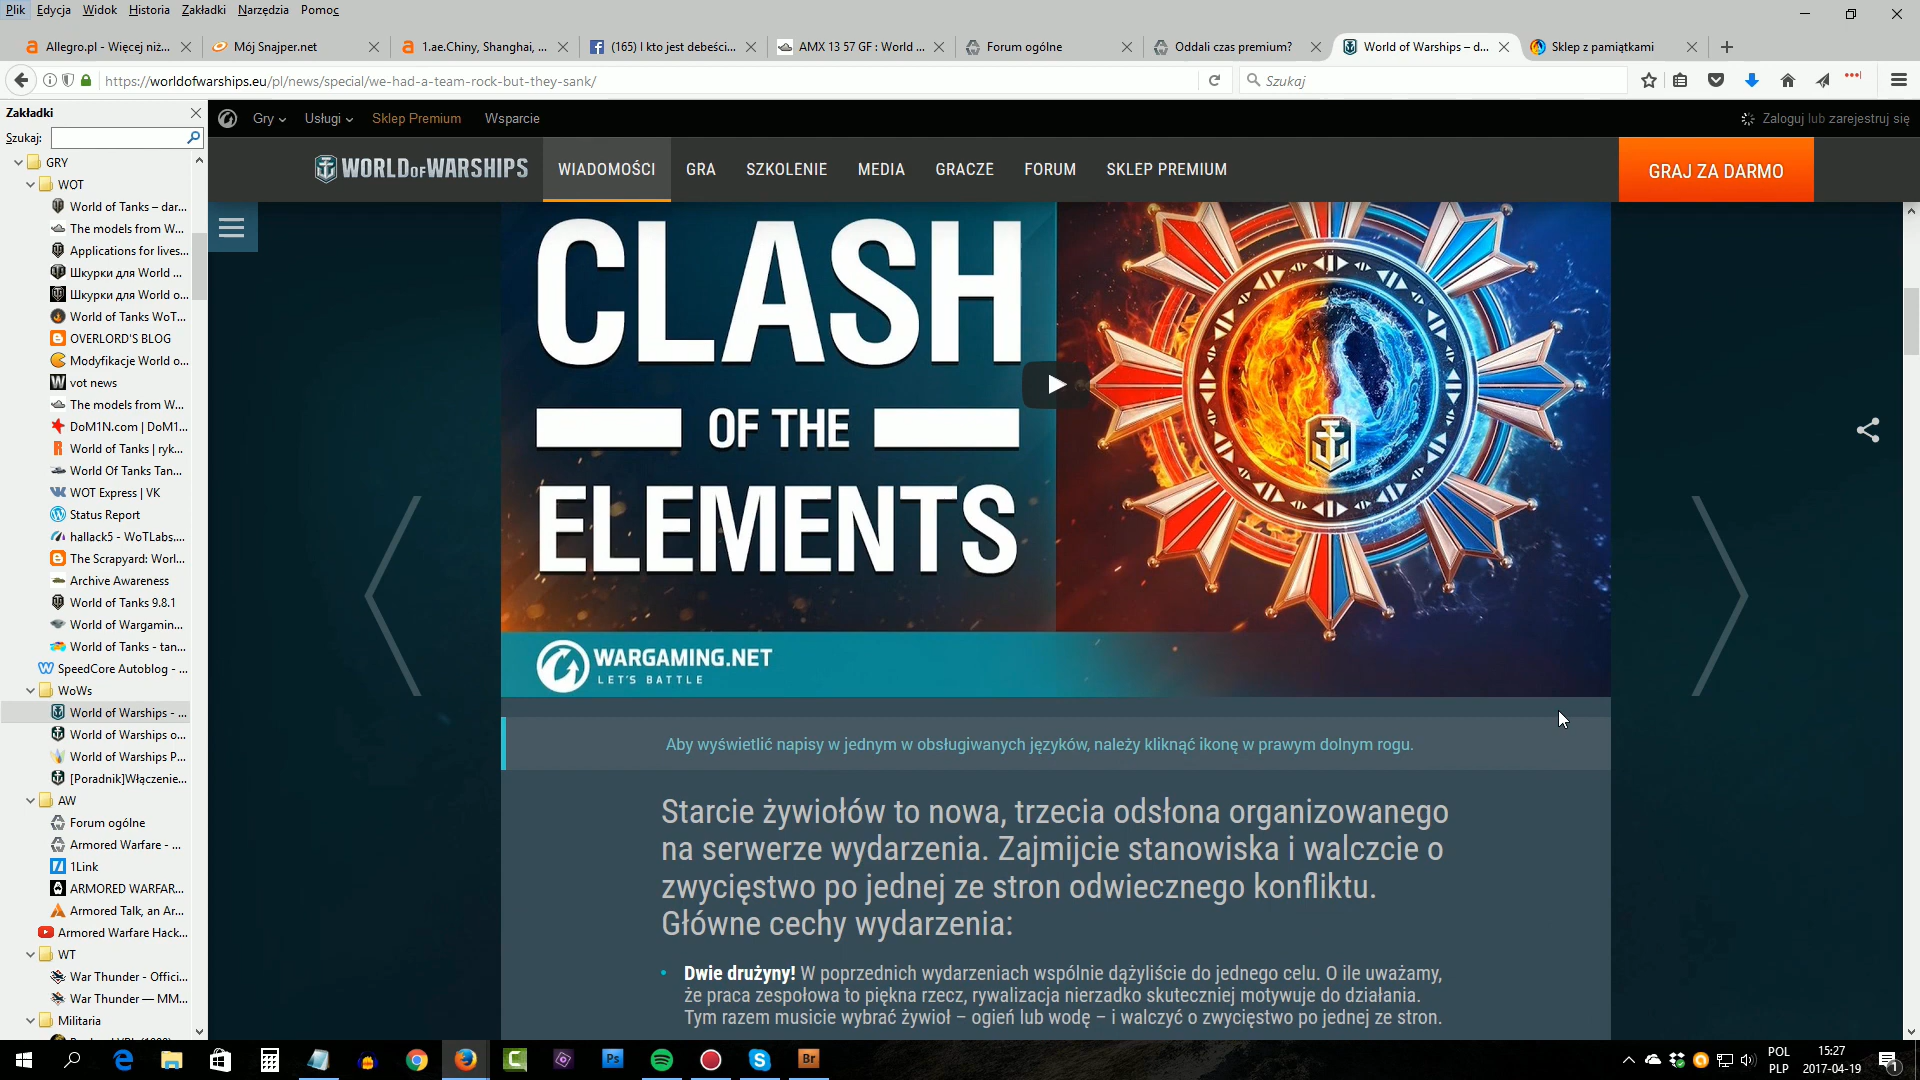 Plik Edycja Widok Historia Zakładki Narzędzia Pomoc
Allegro.pl - Więcej niż... Mój Snajper.net 1.ae.Chiny, Shanghai, ... (165) I kto jest debeści... AMX 13 57 GF : World ... Forum ogólne Oddali czas premium? World of Warships – d... Sklep z pamiątkami
https://worldofwarships.eu/pl/news/special/we-had-a-team-rock-but-they-sank/ Szukaj
Zakładki
Szukaj:
GRY
WOT
World of Tanks – dar...
The models from W...
Applications for lives...
Шкурки для World ...
Шкурки для World o...
World of Tanks WoT...
OVERLORD'S BLOG
Modyfikacje World o...
vot news
The models from W...
DoM1N.com | DoM1...
World of Tanks | ryk...
World Of Tanks Tan...
WOT Express | VK
Status Report
hallack5 - WoTLabs....
The Scrapyard: Worl...
Archive Awareness
World of Tanks 9.8.1
World of Wargamin...
World of Tanks - tan...
SpeedCore Autoblog - ...
WoWs
World of Warships - ...
World of Warships o...
World of Warships P...
[Poradnik]Włączenie...
AW
Forum ogólne
Armored Warfare - ...
1Link
ARMORED WARFAR...
Armored Talk, an Ar...
Armored Warfare Hack...
WT
War Thunder - Offici...
War Thunder — MM...
Militaria
Gry Usługi Sklep Premium Wsparcie Zaloguj lub zarejestruj się
WORLD OF WARSHIPS WIADOMOŚCI GRA SZKOLENIE MEDIA GRACZE FORUM SKLEP PREMIUM GRAJ ZA DARMO
CLASH
OF THE
ELEMENTS
WARGAMING.NET
LET'S BATTLE
Aby wyświetlić napisy w jednym w obsługiwanych języków, należy kliknąć ikonę w prawym dolnym rogu.
Starcie żywiołów to nowa, trzecia odsłona organizowanego
na serwerze wydarzenia. Zajmijcie stanowiska i walczcie o
zwycięstwo po jednej ze stron odwiecznego konfliktu.
Główne cechy wydarzenia:
• Dwie drużyny! W poprzednich wydarzeniach wspólnie dążyliście do jednego celu. O ile uważamy,
że praca zespołowa to piękna rzecz, rywalizacja nierzadko skuteczniej motywuje do działania.
Tym razem musicie wybrać żywioł – ogień lub wodę – i walczyć o zwycięstwo po jednej ze stron.
Ps Br
POL
PLP
15:27
2017-04-19
1